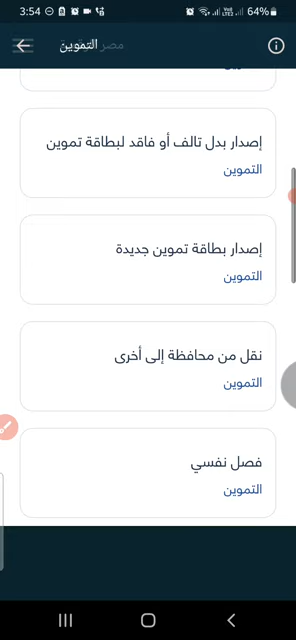 3:54
64%
مصر التموين
إصدار بدل تالف أو فاقد لبطاقة تموين
التموين
إصدار بطاقة تموين جديدة
التموين
نقل من محافظة إلى أخرى
التموين
فصل نفسي
التموين